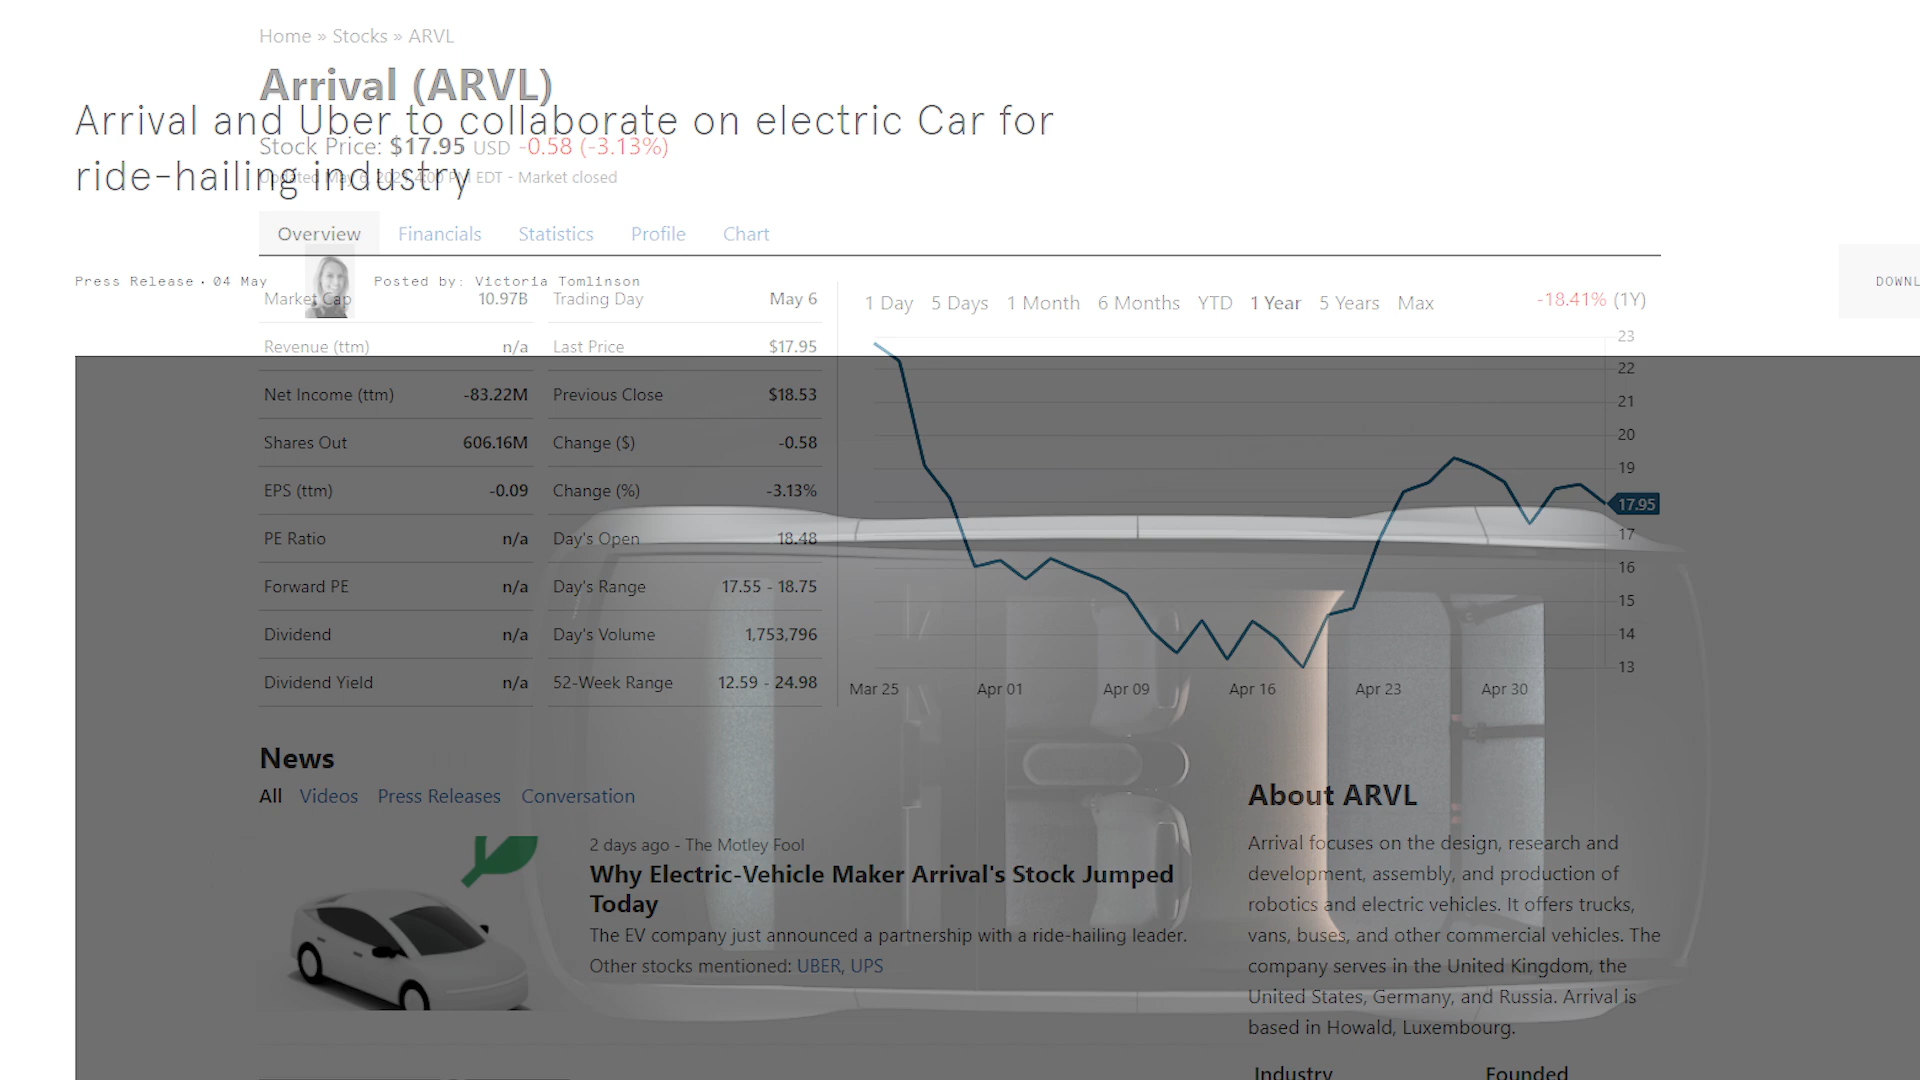 Home » Stocks » ARVL
Arrival (ARVL)
Arrival and Uber to collaborate on electric Car for
ride-hailing industry
Stock Price: $17.95 USD -0.58 (-3.13%)
Updated May 6, 2021 4:00 PM EDT - Market closed
Overview Financials Statistics Profile Chart
Press Release · 04 May Posted by: Victoria Tomlinson
DOWNL
Market Cap 10.97B
Revenue (ttm) n/a
Net Income (ttm) -83.22M
Shares Out 606.16M
EPS (ttm) -0.09
PE Ratio n/a
Forward PE n/a
Dividend n/a
Dividend Yield n/a
Trading Day May 6
Last Price $17.95
Previous Close $18.53
Change ($) -0.58
Change (%) -3.13%
Day's Open 18.48
Day's Range 17.55 - 18.75
Day's Volume 1,753,796
52-Week Range 12.59 - 24.98
1 Day 5 Days 1 Month 6 Months YTD 1 Year 5 Years Max -18.41% (1Y)
23
22
21
20
19
17.95
17
16
15
14
13
Mar 25 Apr 01 Apr 09 Apr 16 Apr 23 Apr 30
News
All Videos Press Releases Conversation
2 days ago - The Motley Fool
Why Electric-Vehicle Maker Arrival's Stock Jumped
Today
The EV company just announced a partnership with a ride-hailing leader.
Other stocks mentioned: UBER, UPS
About ARVL
Arrival focuses on the design, research and
development, assembly, and production of
robotics and electric vehicles. It offers trucks,
vans, buses, and other commercial vehicles. The
company serves in the United Kingdom, the
United States, Germany, and Russia. Arrival is
based in Howald, Luxembourg.
Industry Founded